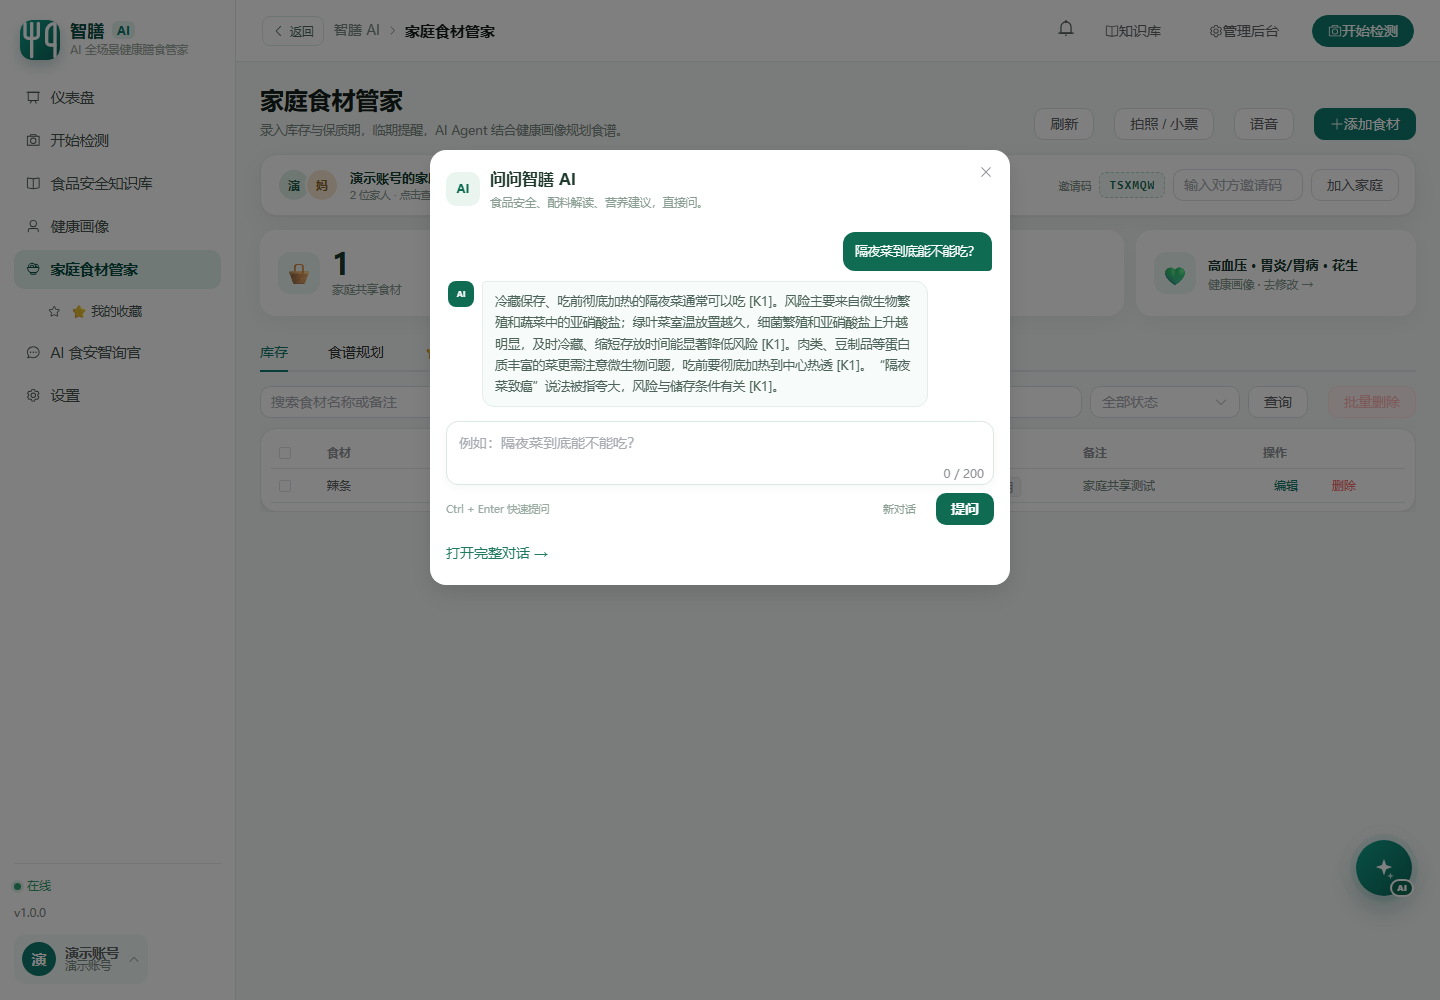 智膳 AI
AI 全场景健康膳食管家
仪表盘
开始检测
食品安全知识库
健康画像
家庭食材管家
我的收藏
AI 食安智询官
设置
在线
v1.0.0
演 演示账号
演示账号
返回 智膳 AI > 家庭食材管家
知识库 管理后台 开始检测
家庭食材管家
录入库存与保质期，临期提醒，AI Agent 结合健康画像规划食谱。
刷新 拍照 / 小票 语音 +添加食材
演 妈 演示账号的家
2 位家人 · 点击查
邀请码 TSXMQW 输入对方邀请码 加入家庭
1
家庭共享食材
高血压 • 胃炎/胃病 • 花生
健康画像 · 去修改 →
库存 食谱规划
搜索食材名称或备注 全部状态 查询 批量删除
食材 备注 操作
辣条 家庭共享测试 编辑 删除
AI 问问智膳 AI
食品安全、配料解读、营养建议，直接问。
隔夜菜到底能不能吃？
AI
冷藏保存、吃前彻底加热的隔夜菜通常可以吃 [K1]。风险主要来自微生物繁
殖和蔬菜中的亚硝酸盐；绿叶菜室温放置越久，细菌繁殖和亚硝酸盐上升越
明显，及时冷藏、缩短存放时间能显著降低风险 [K1]。肉类、豆制品等蛋白
质丰富的菜更需注意微生物问题，吃前要彻底加热到中心热透 [K1]。“隔夜
菜致癌”说法被指夸大，风险与储存条件有关 [K1]。
例如：隔夜菜到底能不能吃？
0 / 200
Ctrl + Enter 快速提问 新对话 提问
打开完整对话 →
AI